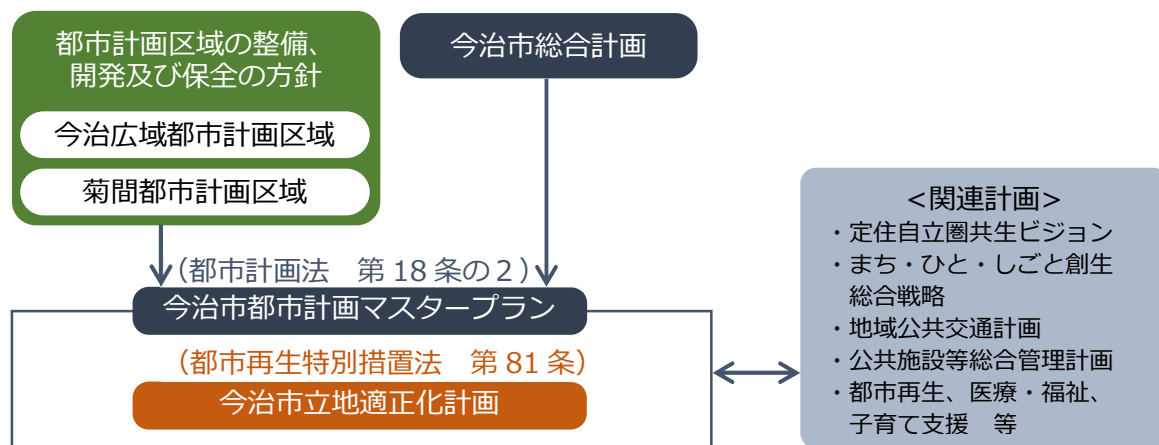 都市計画区域の整備、
開発及び保全の方針
今治広域都市計画区域
菊間都市計画区域
今治市総合計画
（都市計画法　第 18 条の２）
今治市都市計画マスタープラン
（都市再生特別措置法　第 81 条）
今治市立地適正化計画
＜関連計画＞
・定住自立圏共生ビジョン
・まち・ひと・しごと創生
総合戦略
・地域公共交通計画
・公共施設等総合管理計画
・都市再生、医療・福祉、
子育て支援　等